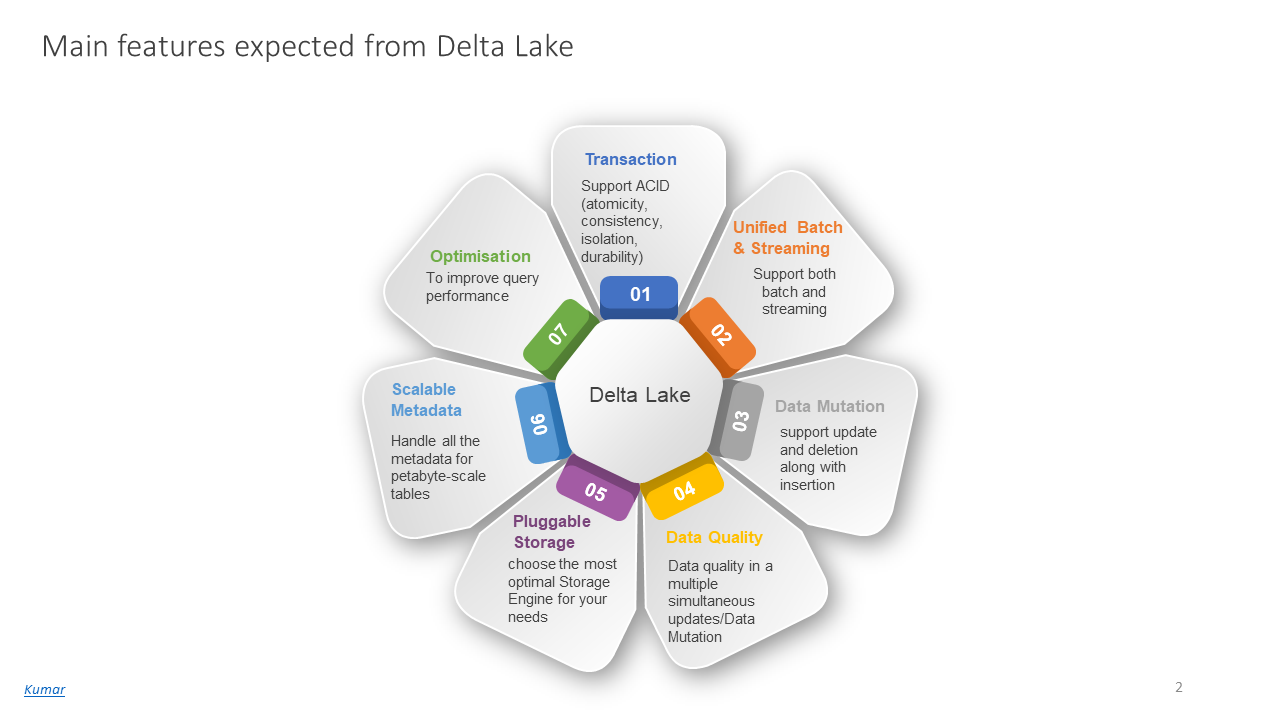 Main features expected from Delta Lake
Transaction
Support ACID
(atomicity,
consistency,
isolation,
durability)
01
Unified Batch
& Streaming
Support both
batch and
streaming
02
Data Mutation
support update
and deletion
along with
insertion
03
Data Quality
Data quality in a
multiple
simultaneous
updates/Data
Mutation
04
Pluggable
Storage
choose the most
optimal Storage
Engine for your
needs
05
Scalable
Metadata
Handle all the
metadata for
petabyte-scale
tables
06
Optimisation
To improve query
performance
07
Delta Lake
Kumar
2